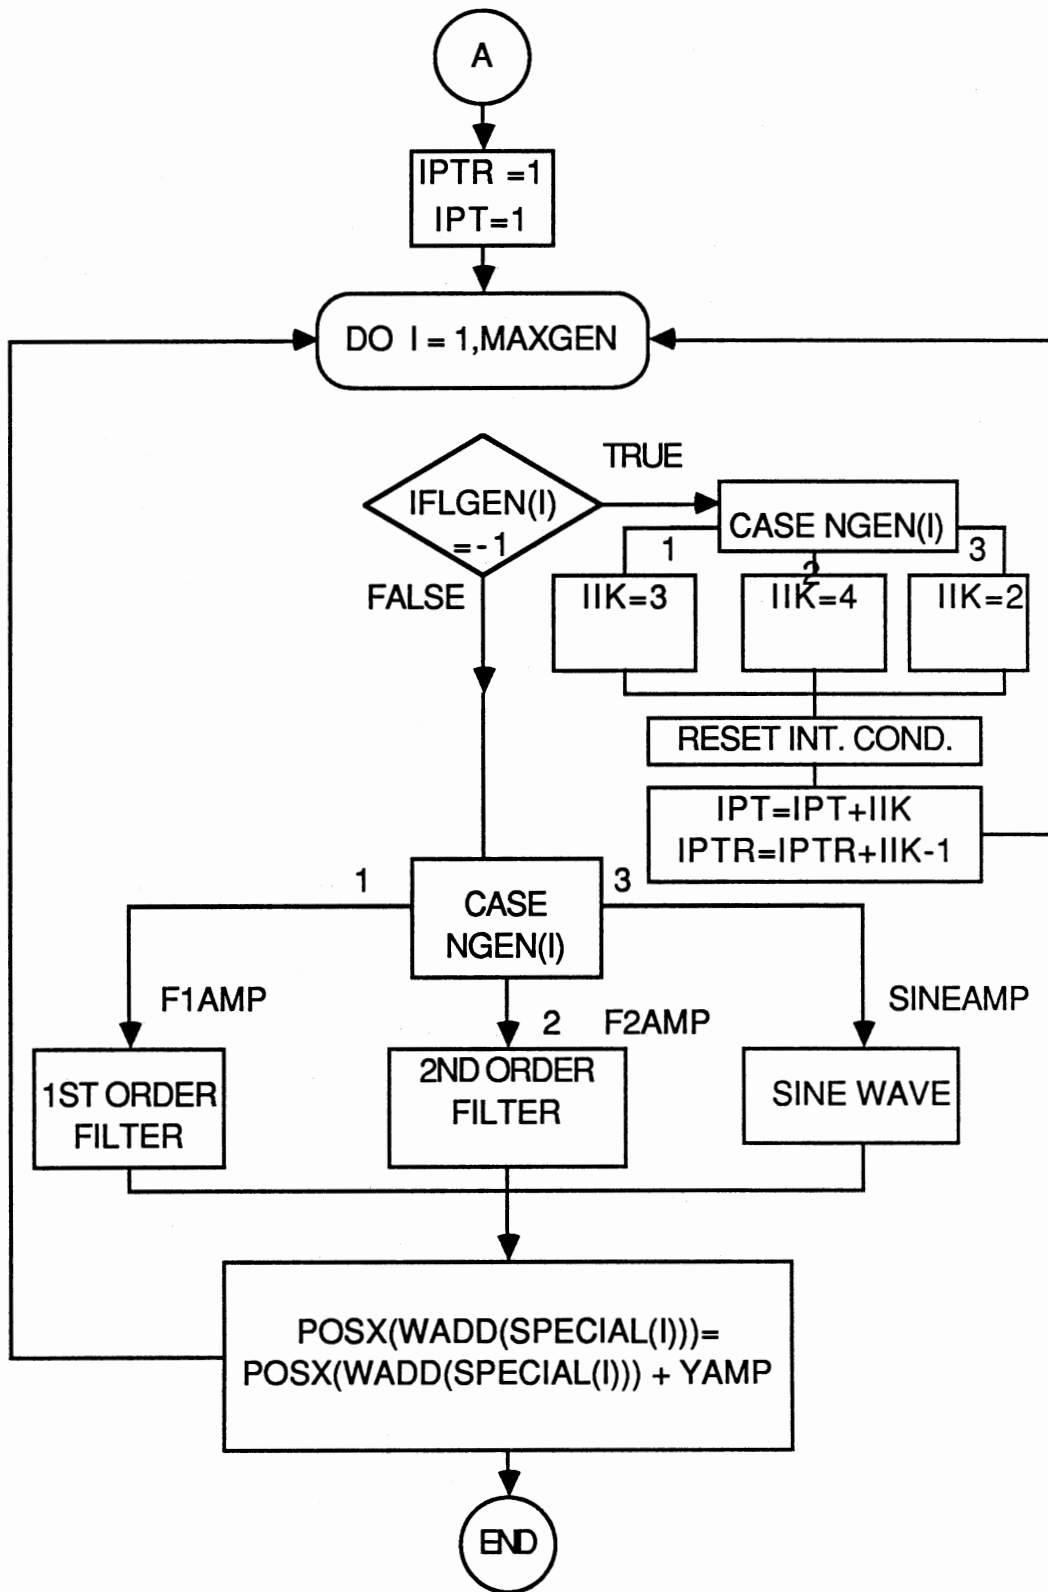 A
IPTR =1
IPT=1
DO I = 1,MAXGEN
TRUE
IFLGEN(I)
=-1
CASE NGEN(I)
1
2
3
FALSE
IIK=3
IIK=4
IIK=2
RESET INT. COND.
IPT=IPT+IIK
IPTR=IPTR+IIK-1
1
CASE
NGEN(I)
3
F1AMP
2
F2AMP
SINEAMP
1ST ORDER
FILTER
2ND ORDER
FILTER
SINE WAVE
POSX(WADD(SPECIAL(I)))=
POSX(WADD(SPECIAL(I))) + YAMP
END